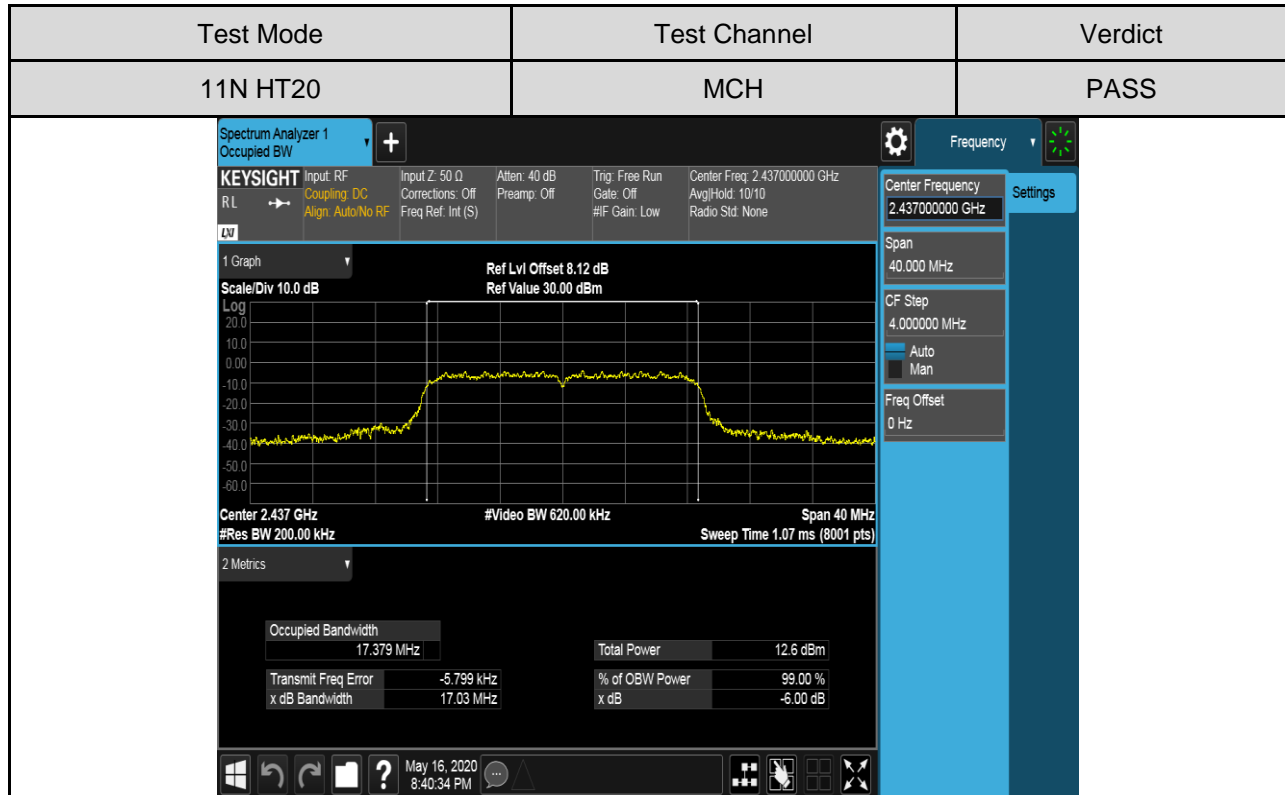 Test Mode Test Channel Verdict
11N HT20 MCH PASS
Spectrum Analyzer 1
Occupied BW
+
Frequency
KEYSIGHT
RL
LXI
Input: RF
Coupling: DC
Align: Auto/No RF
Input Z: 50 Ω
Corrections: Off
Freq Ref: Int (S)
Atten: 40 dB
Preamp: Off
Trig: Free Run
Gate: Off
#IF Gain: Low
Center Freq: 2.437000000 GHz
Avg|Hold: 10/10
Radio Std: None
Center Frequency
2.437000000 GHz
Settings
Span
40.000 MHz
CF Step
4.000000 MHz
Auto
Man
Freq Offset
0 Hz
1 Graph
Scale/Div 10.0 dB
Ref Lvl Offset 8.12 dB
Ref Value 30.00 dBm
Log
20.0
10.0
0.00
-10.0
-20.0
-30.0
-40.0
-50.0
-60.0
Center 2.437 GHz #Video BW 620.00 kHz Span 40 MHz
#Res BW 200.00 kHz Sweep Time 1.07 ms (8001 pts)
2 Metrics
Occupied Bandwidth
17.379 MHz
Total Power 12.6 dBm
Transmit Freq Error -5.799 kHz % of OBW Power 99.00 %
x dB Bandwidth 17.03 MHz x dB -6.00 dB
?
May 16, 2020
8:40:34 PM